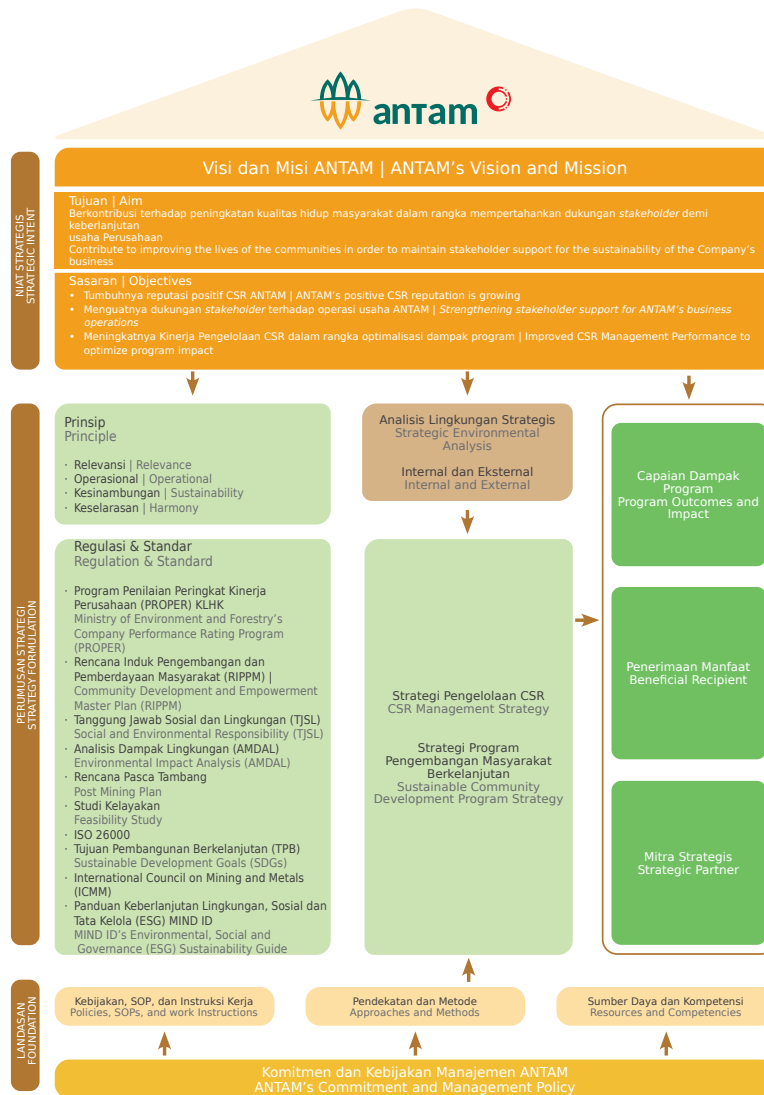 anTam
Visi dan Misi ANTAM | ANTAM’s Vision and Mission
NIAT STRATEGIS
STRATEGIC INTENT
Tujuan | Aim
Berkontribusi terhadap peningkatan kualitas hidup masyarakat dalam rangka mempertahankan dukungan stakeholder demi
keberlanjutan
usaha Perusahaan
Contribute to improving the lives of the communities in order to maintain stakeholder support for the sustainability of the Company’s
business
Sasaran | Objectives
• Tumbuhnya reputasi positif CSR ANTAM | ANTAM’s positive CSR reputation is growing
• Menguatnya dukungan stakeholder terhadap operasi usaha ANTAM | Strengthening stakeholder support for ANTAM’s business
operations
• Meningkatnya Kinerja Pengelolaan CSR dalam rangka optimalisasi dampak program | Improved CSR Management Performance to
optimize program impact
PERUMUSAN STRATEGI
STRATEGY FORMULATION
Prinsip
Principle
· Relevansi | Relevance
· Operasional | Operational
· Kesinambungan | Sustainability
· Keselarasan | Harmony
Regulasi & Standar
Regulation & Standard
· Program Penilaian Peringkat Kinerja
Perusahaan (PROPER) KLHK
Ministry of Environment and Forestry’s
Company Performance Rating Program
(PROPER)
· Rencana Induk Pengembangan dan
Pemberdayaan Masyarakat (RIPPM) |
Community Development and Empowerment
Master Plan (RIPPM)
· Tanggung Jawab Sosial dan Lingkungan (TJSL)
Social and Environmental Responsibility (TJSL)
· Analisis Dampak Lingkungan (AMDAL)
Environmental Impact Analysis (AMDAL)
· Rencana Pasca Tambang
Post Mining Plan
· Studi Kelayakan
Feasibility Study
· ISO 26000
· Tujuan Pembangunan Berkelanjutan (TPB)
Sustainable Development Goals (SDGs)
· International Council on Mining and Metals
(ICMM)
· Panduan Keberlanjutan Lingkungan, Sosial dan
Tata Kelola (ESG) MIND ID
MIND ID’s Environmental, Social and
Governance (ESG) Sustainability Guide
Analisis Lingkungan Strategis
Strategic Environmental
Analysis
Internal dan Eksternal
Internal and External
Strategi Pengelolaan CSR
CSR Management Strategy
Strategi Program
Pengembangan Masyarakat
Berkelanjutan
Sustainable Community
Development Program Strategy
Capaian Dampak
Program
Program Outcomes and
Impact
Penerimaan Manfaat
Beneficial Recipient
Mitra Strategis
Strategic Partner
LANDASAN
FOUNDATION
Kebijakan, SOP, dan Instruksi Kerja
Policies, SOPs, and work Instructions
Pendekatan dan Metode
Approaches and Methods
Sumber Daya dan Kompetensi
Resources and Competencies
Komitmen dan Kebijakan Manajemen ANTAM
ANTAM’s Commitment and Management Policy